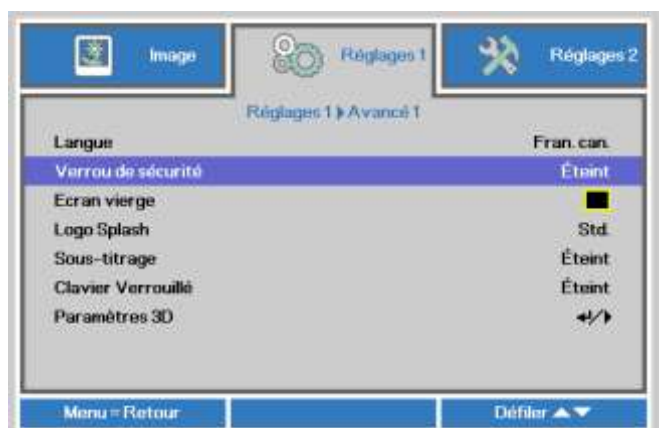 Image
Réglages 1
Réglages 2
Réglages 1 Avancé 1
Langue Fran. can.
Verrou de sécurité Éteint
Ecran vierge
Logo Splash Std.
Sous-titrage Éteint
Clavier Verrouillé Éteint
Paramètres 3D
Menu = Retour
Défiler